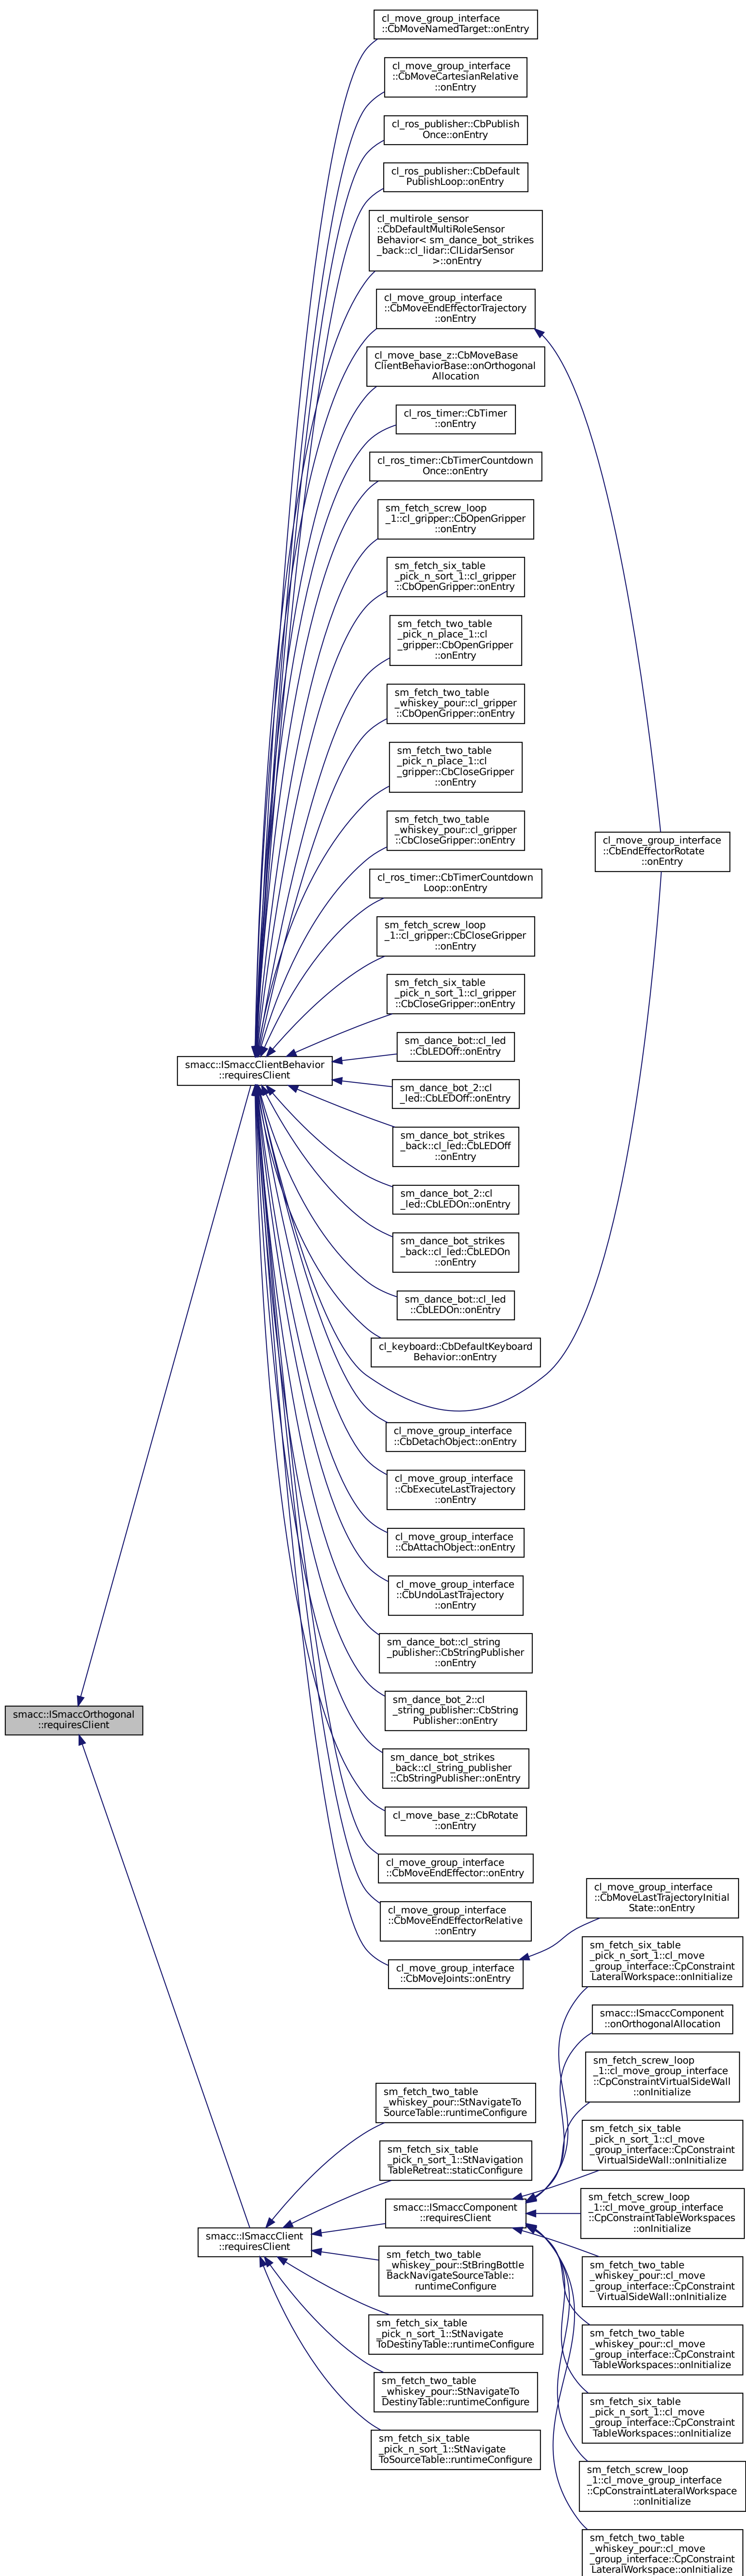 cl_move_group_interface
::CbMoveNamedTarget::onEntry
cl_move_group_interface
::CbMoveCartesianRelative
::onEntry
cl_ros_publisher::CbPublish
Once::onEntry
cl_ros_publisher::CbDefault
PublishLoop::onEntry
cl_multirole_sensor
::CbDefaultMultiRoleSensor
Behavior< sm_dance_bot_strikes
_back::cl_lidar::ClLidarSensor
>::onEntry
cl_move_group_interface
::CbMoveEndEffectorTrajectory
::onEntry
cl_move_base_z::CbMoveBase
ClientBehaviorBase::onOrthogonal
Allocation
cl_ros_timer::CbTimer
::onEntry
cl_ros_timer::CbTimerCountdown
Once::onEntry
sm_fetch_screw_loop
_1::cl_gripper::CbOpenGripper
::onEntry
sm_fetch_six_table
_pick_n_sort_1::cl_gripper
::CbOpenGripper::onEntry
sm_fetch_two_table
_pick_n_place_1::cl
_gripper::CbOpenGripper
::onEntry
sm_fetch_two_table
_whiskey_pour::cl_gripper
::CbOpenGripper::onEntry
sm_fetch_two_table
_pick_n_place_1::cl
_gripper::CbCloseGripper
::onEntry
sm_fetch_two_table
_whiskey_pour::cl_gripper
::CbCloseGripper::onEntry
cl_move_group_interface
::CbEndEffectorRotate
::onEntry
cl_ros_timer::CbTimerCountdown
Loop::onEntry
sm_fetch_screw_loop
_1::cl_gripper::CbCloseGripper
::onEntry
sm_fetch_six_table
_pick_n_sort_1::cl_gripper
::CbCloseGripper::onEntry
sm_dance_bot::cl_led
::CbLEDOff::onEntry
smacc::ISmaccClientBehavior
::requiresClient
sm_dance_bot_2::cl
_led::CbLEDOff::onEntry
sm_dance_bot_strikes
_back::cl_led::CbLEDOff
::onEntry
sm_dance_bot_2::cl
_led::CbLEDOn::onEntry
sm_dance_bot_strikes
_back::cl_led::CbLEDOn
::onEntry
sm_dance_bot::cl_led
::CbLEDOn::onEntry
cl_keyboard::CbDefaultKeyboard
Behavior::onEntry
cl_move_group_interface
::CbDetachObject::onEntry
cl_move_group_interface
::CbExecuteLastTrajectory
::onEntry
cl_move_group_interface
::CbAttachObject::onEntry
cl_move_group_interface
::CbUndoLastTrajectory
::onEntry
sm_dance_bot::cl_string
_publisher::CbStringPublisher
::onEntry
sm_dance_bot_2::cl
_string_publisher::CbString
Publisher::onEntry
smacc::ISmaccOrthogonal
::requiresClient
sm_dance_bot_strikes
_back::cl_string_publisher
::CbStringPublisher::onEntry
cl_move_base_z::CbRotate
::onEntry
cl_move_group_interface
::CbMoveEndEffector::onEntry
cl_move_group_interface
::CbMoveEndEffectorRelative
::onEntry
cl_move_group_interface
::CbMoveLastTrajectoryInitial
State::onEntry
cl_move_group_interface
::CbMoveJoints::onEntry
sm_fetch_six_table
_pick_n_sort_1::cl_move
_group_interface::CpConstraint
LateralWorkspace::onInitialize
smacc::ISmaccComponent
::onOrthogonalAllocation
sm_fetch_screw_loop
_1::cl_move_group_interface
::CpConstraintVirtualSideWall
::onInitialize
sm_fetch_two_table
_whiskey_pour::StNavigateTo
SourceTable::runtimeConfigure
sm_fetch_six_table
_pick_n_sort_1::cl_move
_group_interface::CpConstraint
VirtualSideWall::onInitialize
sm_fetch_six_table
_pick_n_sort_1::StNavigation
TableRetreat::staticConfigure
sm_fetch_screw_loop
_1::cl_move_group_interface
::CpConstraintTableWorkspaces
::onInitialize
smacc::ISmaccComponent
::requiresClient
smacc::ISmaccClient
::requiresClient
sm_fetch_two_table
_whiskey_pour::StBringBottle
BackNavigateSourceTable::
runtimeConfigure
sm_fetch_two_table
_whiskey_pour::cl_move
_group_interface::CpConstraint
VirtualSideWall::onInitialize
sm_fetch_six_table
_pick_n_sort_1::StNavigate
ToDestinyTable::runtimeConfigure
sm_fetch_two_table
_whiskey_pour::cl_move
_group_interface::CpConstraint
TableWorkspaces::onInitialize
sm_fetch_two_table
_whiskey_pour::StNavigateTo
DestinyTable::runtimeConfigure
sm_fetch_six_table
_pick_n_sort_1::cl_move
_group_interface::CpConstraint
TableWorkspaces::onInitialize
sm_fetch_six_table
_pick_n_sort_1::StNavigate
ToSourceTable::runtimeConfigure
sm_fetch_screw_loop
_1::cl_move_group_interface
::CpConstraintLateralWorkspace
::onInitialize
sm_fetch_two_table
_whiskey_pour::cl_move
_group_interface::CpConstraint
LateralWorkspace::onInitialize